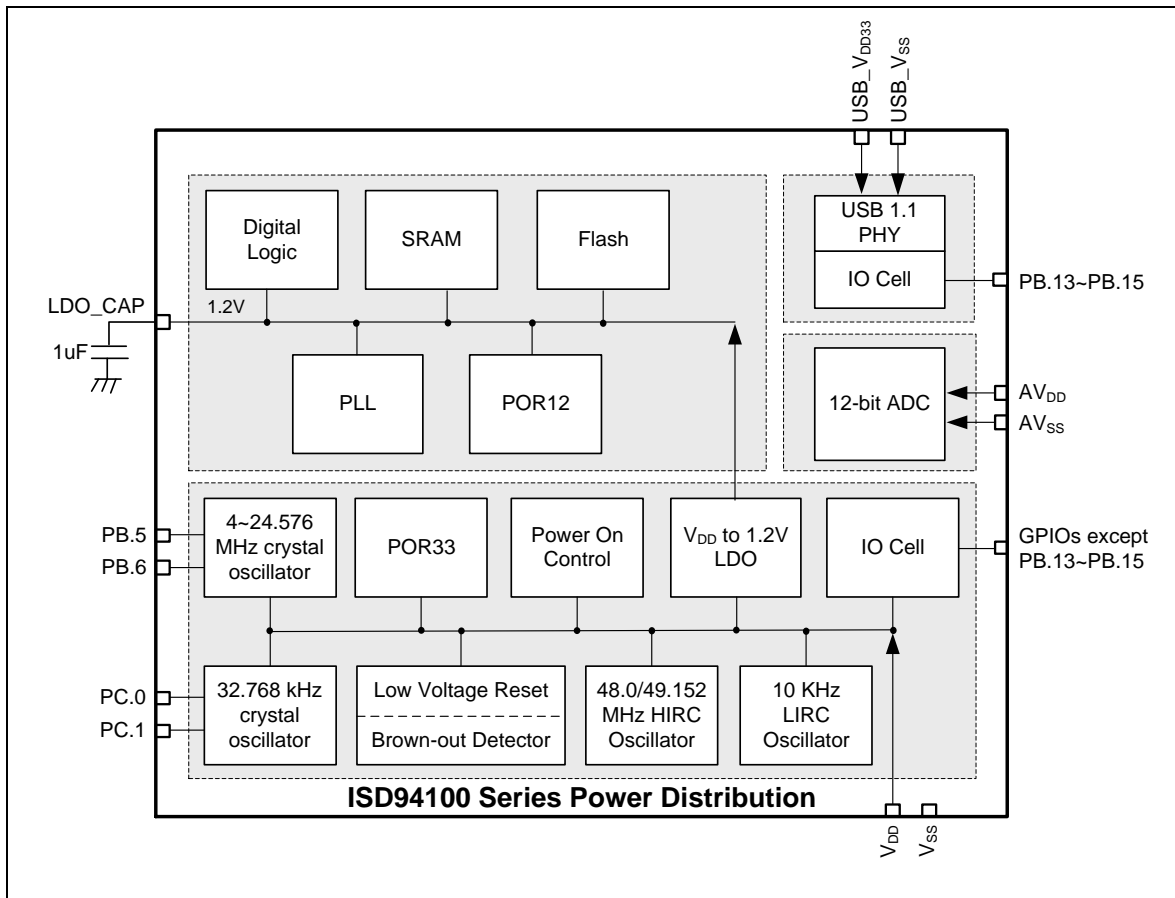 USB_VDD33
USB_VSS
Digital
Logic
SRAM
Flash
USB 1.1
PHY
IO Cell
PB.13~PB.15
LDO_CAP
1.2V
1uF
PLL
POR12
12-bit ADC
AVDD
AVSS
PB.5
PB.6
4~24.576
MHz crystal
oscillator
POR33
Power On
Control
VDD to 1.2V
LDO
IO Cell
GPIOs except
PB.13~PB.15
PC.0
PC.1
32.768 kHz
crystal
oscillator
Low Voltage Reset
Brown-out Detector
48.0/49.152
MHz HIRC
Oscillator
10 KHz
LIRC
Oscillator
ISD94100 Series Power Distribution
VDD
VSS